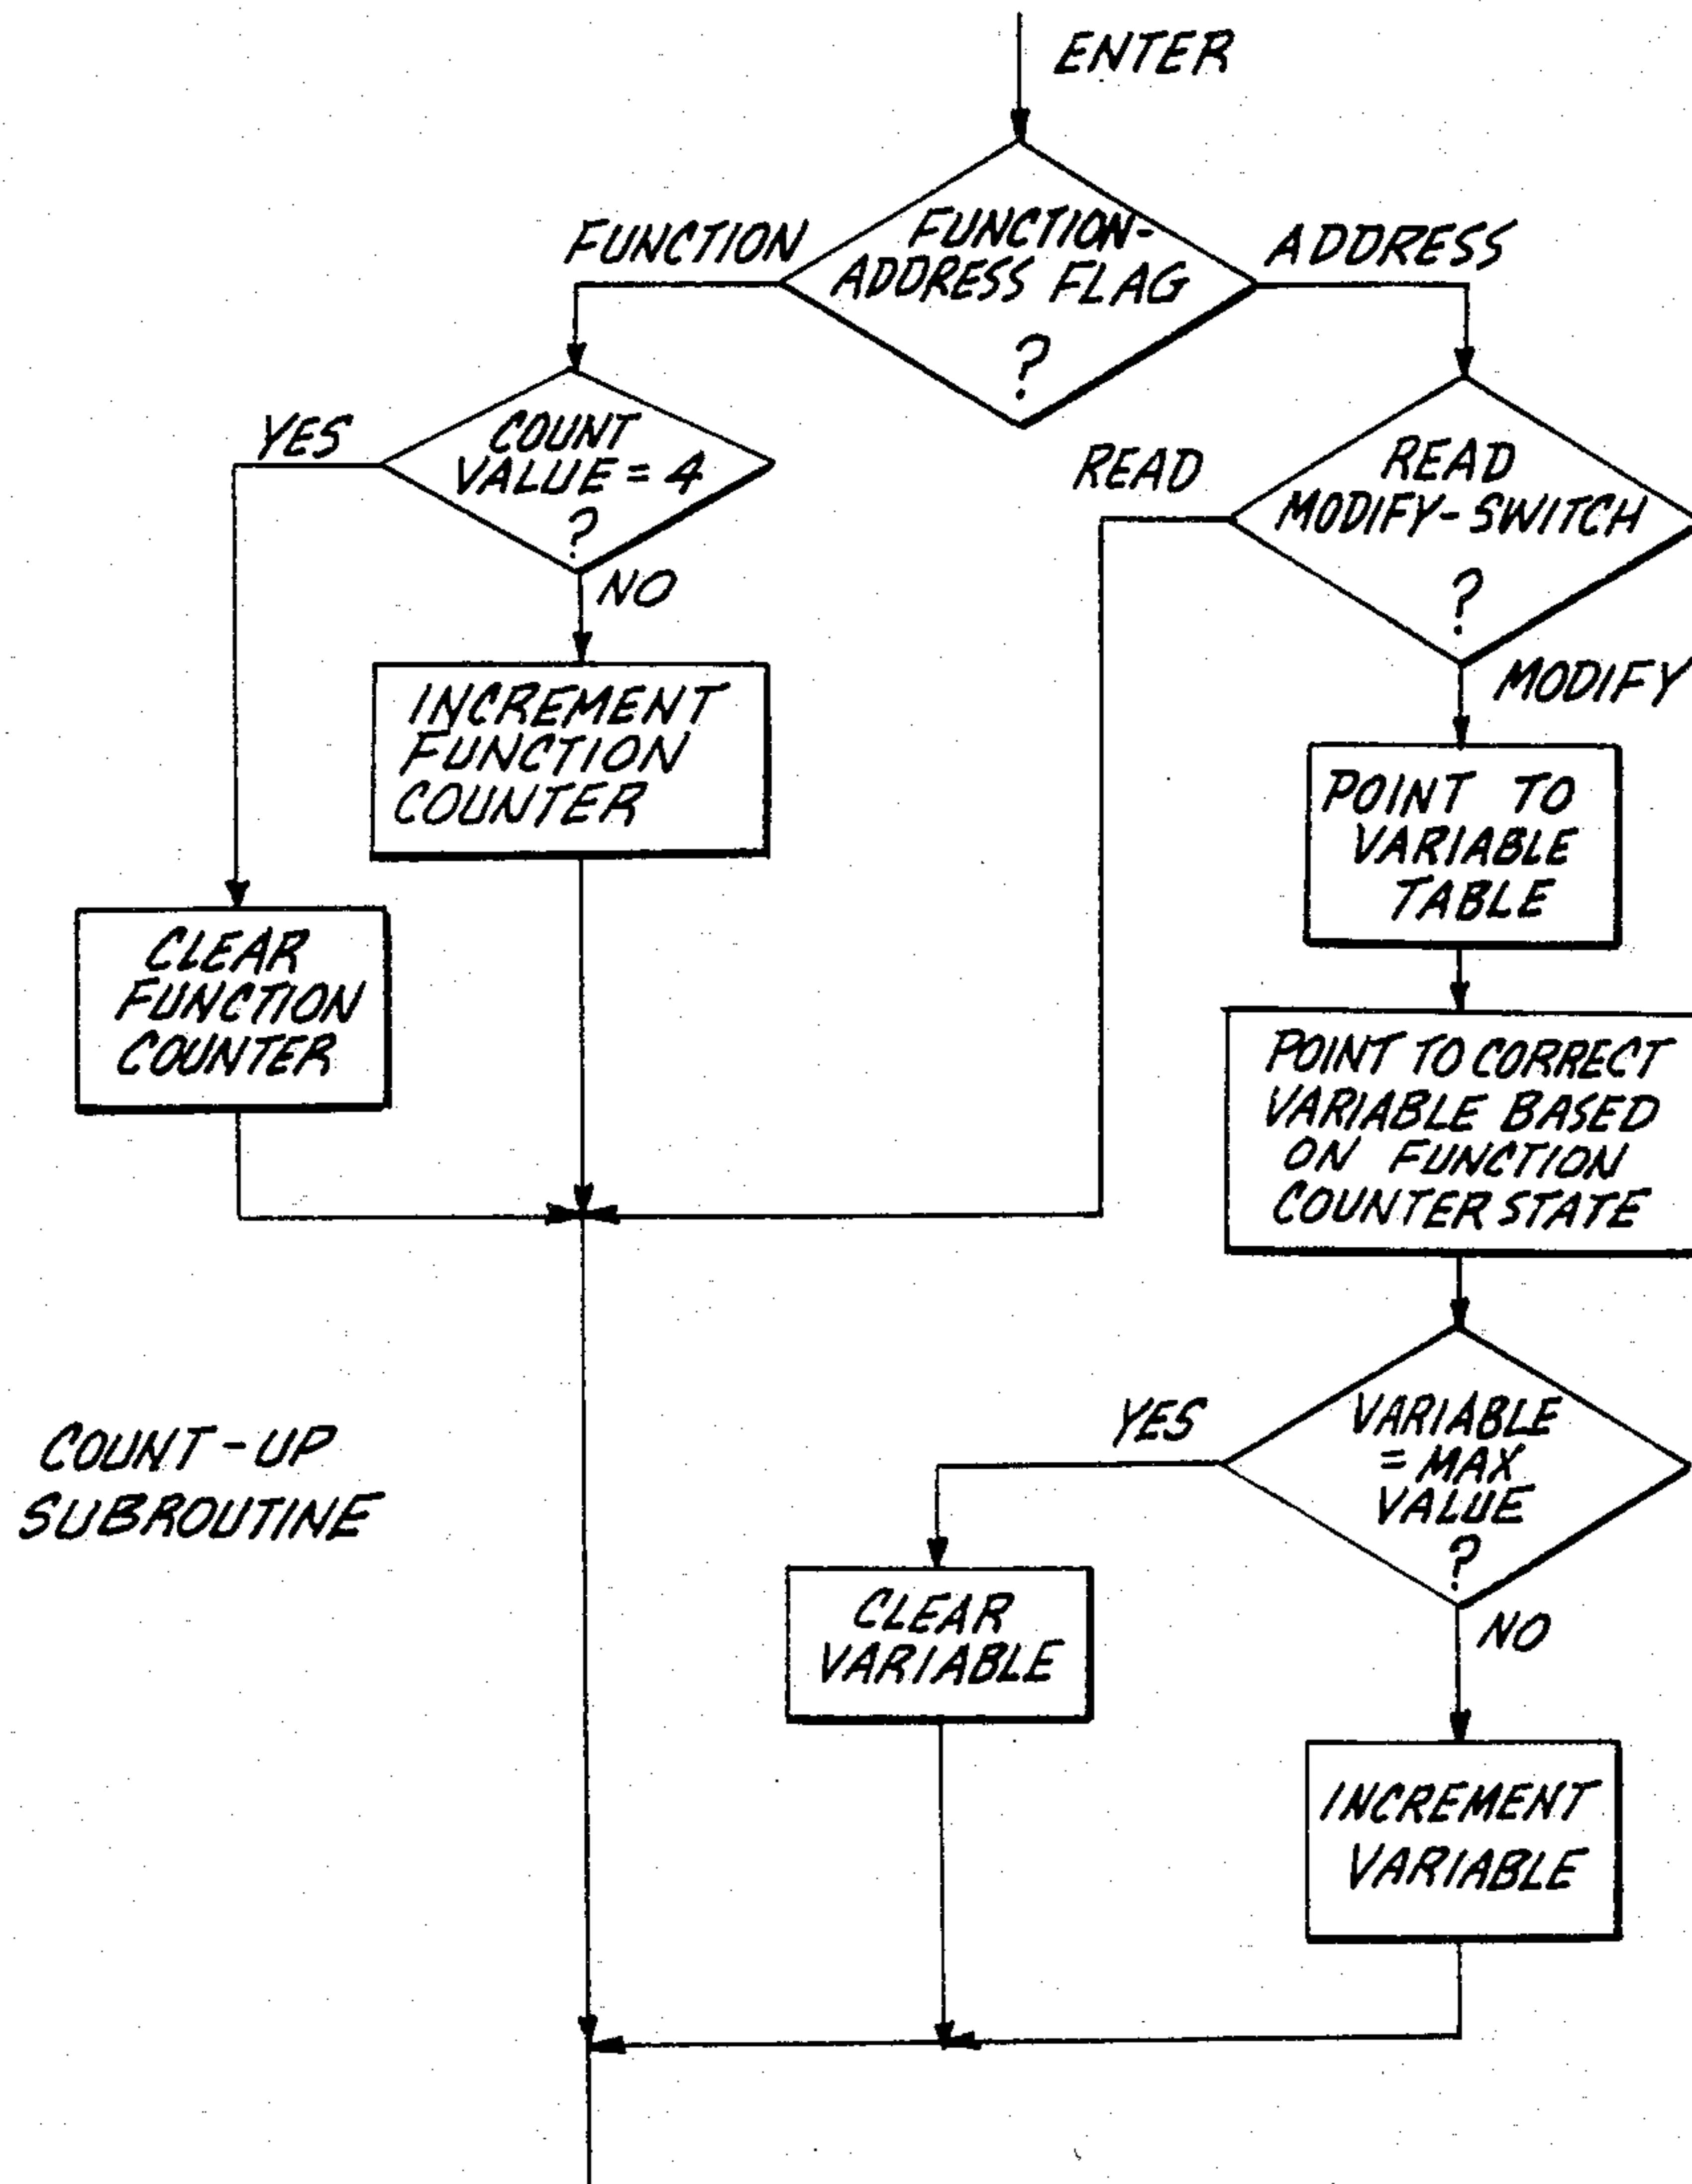 ENTER
FUNCTION
FUNCTION-
ADDRESS FLAG
?
ADDRESS
YES
COUNT
VALUE = 4
?
NO
READ
READ
MODIFY-SWITCH
?
MODIFY
INCREMENT
FUNCTION
COUNTER
POINT TO
VARIABLE
TABLE
CLEAR
FUNCTION
COUNTER
POINT TO CORRECT
VARIABLE BASED
ON FUNCTION
COUNTER STATE
COUNT-UP
SUBROUTINE
YES
VARIABLE
= MAX
VALUE
?
NO
CLEAR
VARIABLE
INCREMENT
VARIABLE